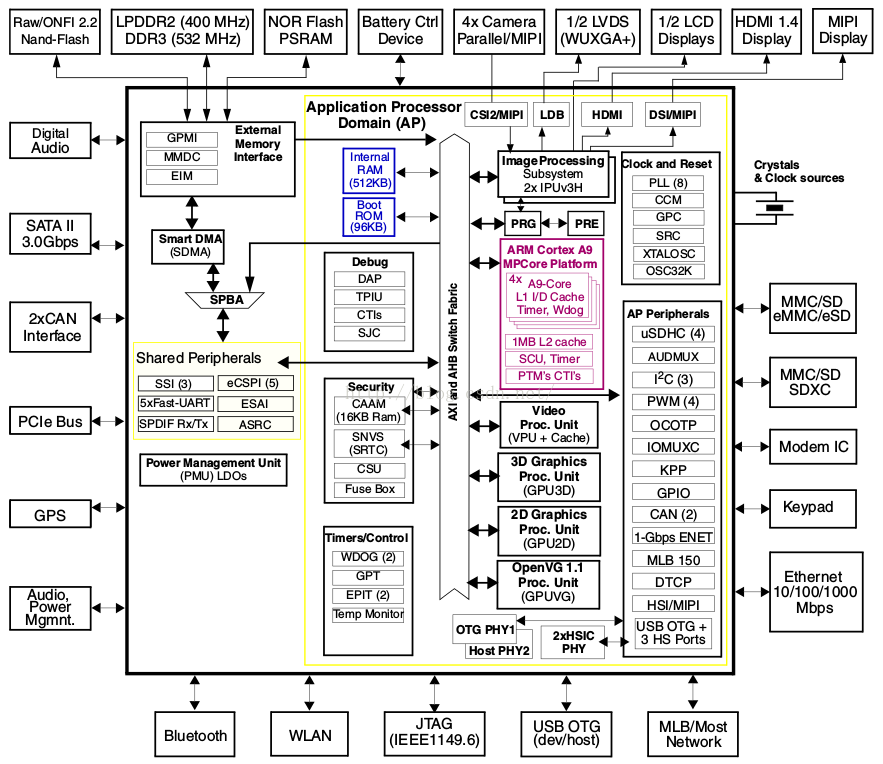 Raw/ONFI 2.2
Nand-Flash
LPDDR2 (400 MHz)
DDR3 (532 MHz)
NOR Flash
PSRAM
Battery Ctrl
Device
4x Camera
Parallel/MIPI
1/2 LVDS
(WUXGA+)
1/2 LCD
Displays
HDMI 1.4
Display
MIPI
Display
Digital
Audio
SATA II
3.0Gbps
2xCAN
Interface
PCIe Bus
GPS
Audio,
Power
Mgmnt.
GPMI
MMDC
EIM
External
Memory
Interface
Smart DMA
(SDMA)
SPBA
Shared Peripherals
SSI (3)
eCSPI (5)
5xFast-UART
ESAI
SPDIF Rx/Tx
ASRC
Power Management Unit
(PMU) LDOs
Application Processor
Domain (AP)
Internal
RAM
(512KB)
Boot
ROM
(96KB)
Debug
DAP
TPIU
CTIs
SJC
Security
CAAM
(16KB Ram)
SNVS
(SRTC)
CSU
Fuse Box
Timers/Control
WDOG (2)
GPT
EPIT (2)
Temp Monitor
AXI and AHB Switch Fabric
CSI2/MIPI
LDB
HDMI
DSI/MIPI
Image Processing
Subsystem
2x IPUv3H
PRG
PRE
ARM Cortex A9
MPCore Platform
4x
A9-Core
L1 I/D Cache
Timer, Wdog
1MB L2 cache
SCU, Timer
PTM's CTI's
Video
Proc. Unit
(VPU + Cache)
3D Graphics
Proc. Unit
(GPU3D)
2D Graphics
Proc. Unit
(GPU2D)
OpenVG 1.1
Proc. Unit
(GPUVG)
OTG PHY1
Host PHY2
2xHSIC
PHY
Clock and Reset
PLL (8)
CCM
GPC
SRC
XTALOSC
OSC32K
AP Peripherals
uSDHC (4)
AUDMUX
I²C (3)
PWM (4)
OCOTP
IOMUXC
KPP
GPIO
CAN (2)
1-Gbps ENET
MLB 150
DTCP
HSI/MIPI
USB OTG +
3 HS Ports
Crystals
& Clock sources
MMC/SD
eMMC/eSD
MMC/SD
SDXC
Modem IC
Keypad
Ethernet
10/100/1000
Mbps
Bluetooth
WLAN
JTAG
(IEEE1149.6)
USB OTG
(dev/host)
MLB/Most
Network